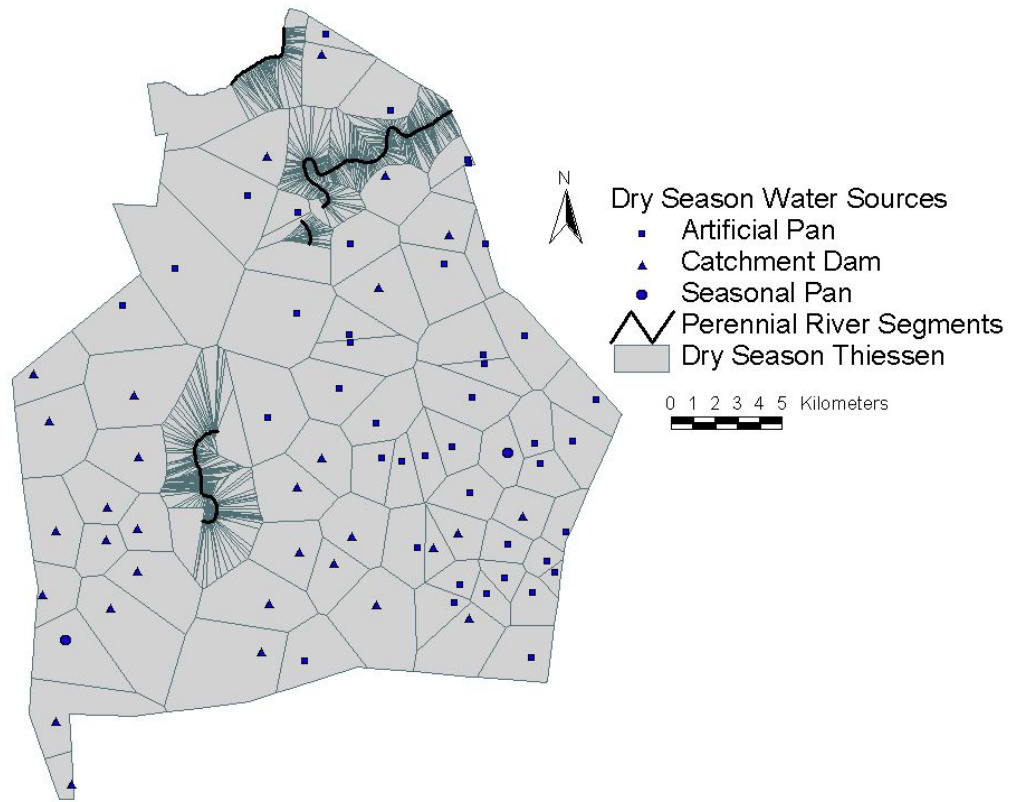 N
Dry Season Water Sources
Artificial Pan
Catchment Dam
Seasonal Pan
Perennial River Segments
Dry Season Thiessen
0 1 2 3 4 5 Kilometers